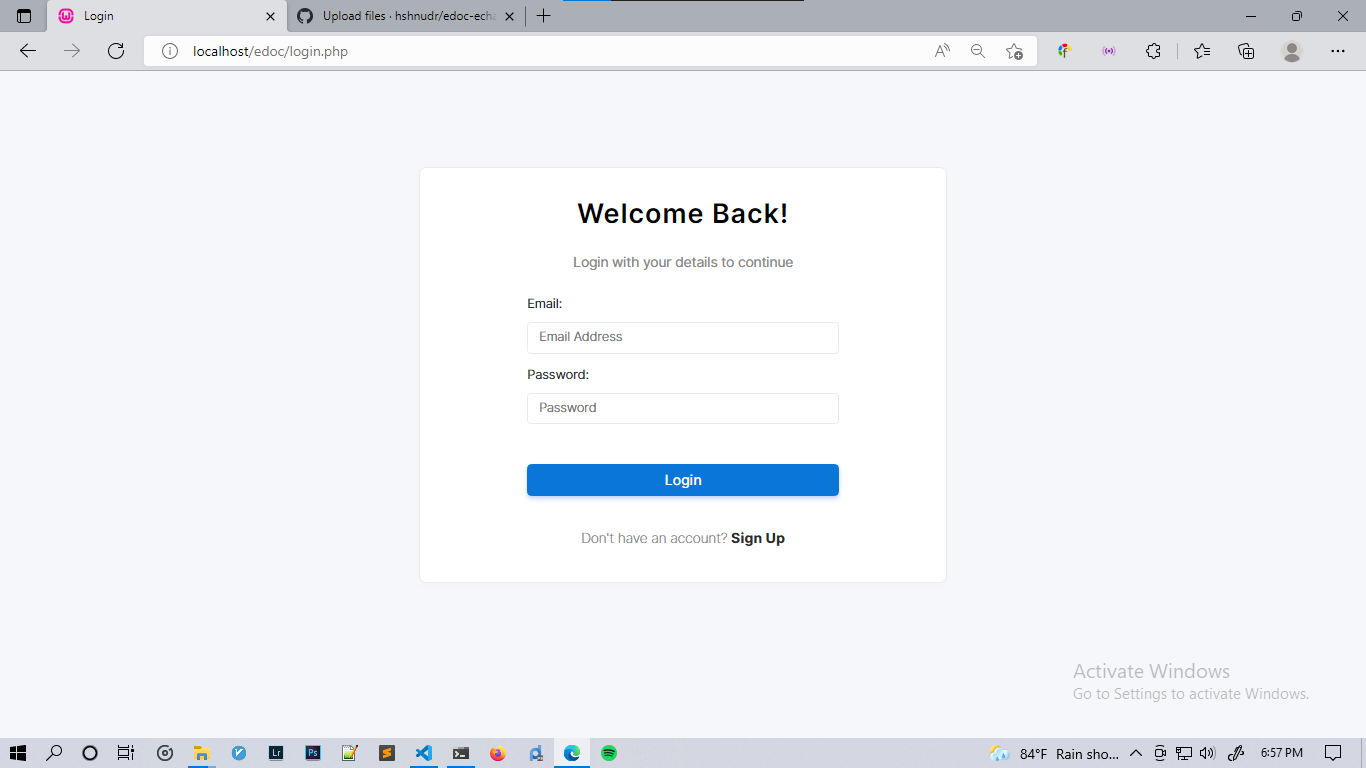 Login
Upload files · hshnudr/edoc-echa
localhost/edoc/login.php
Welcome Back!
Login with your details to continue
Email:
Email Address
Password:
Password
Login
Don't have an account? Sign Up
Activate Windows
Go to Settings to activate Windows.
Lr
Ps
84°F Rain sho...
6:57 PM